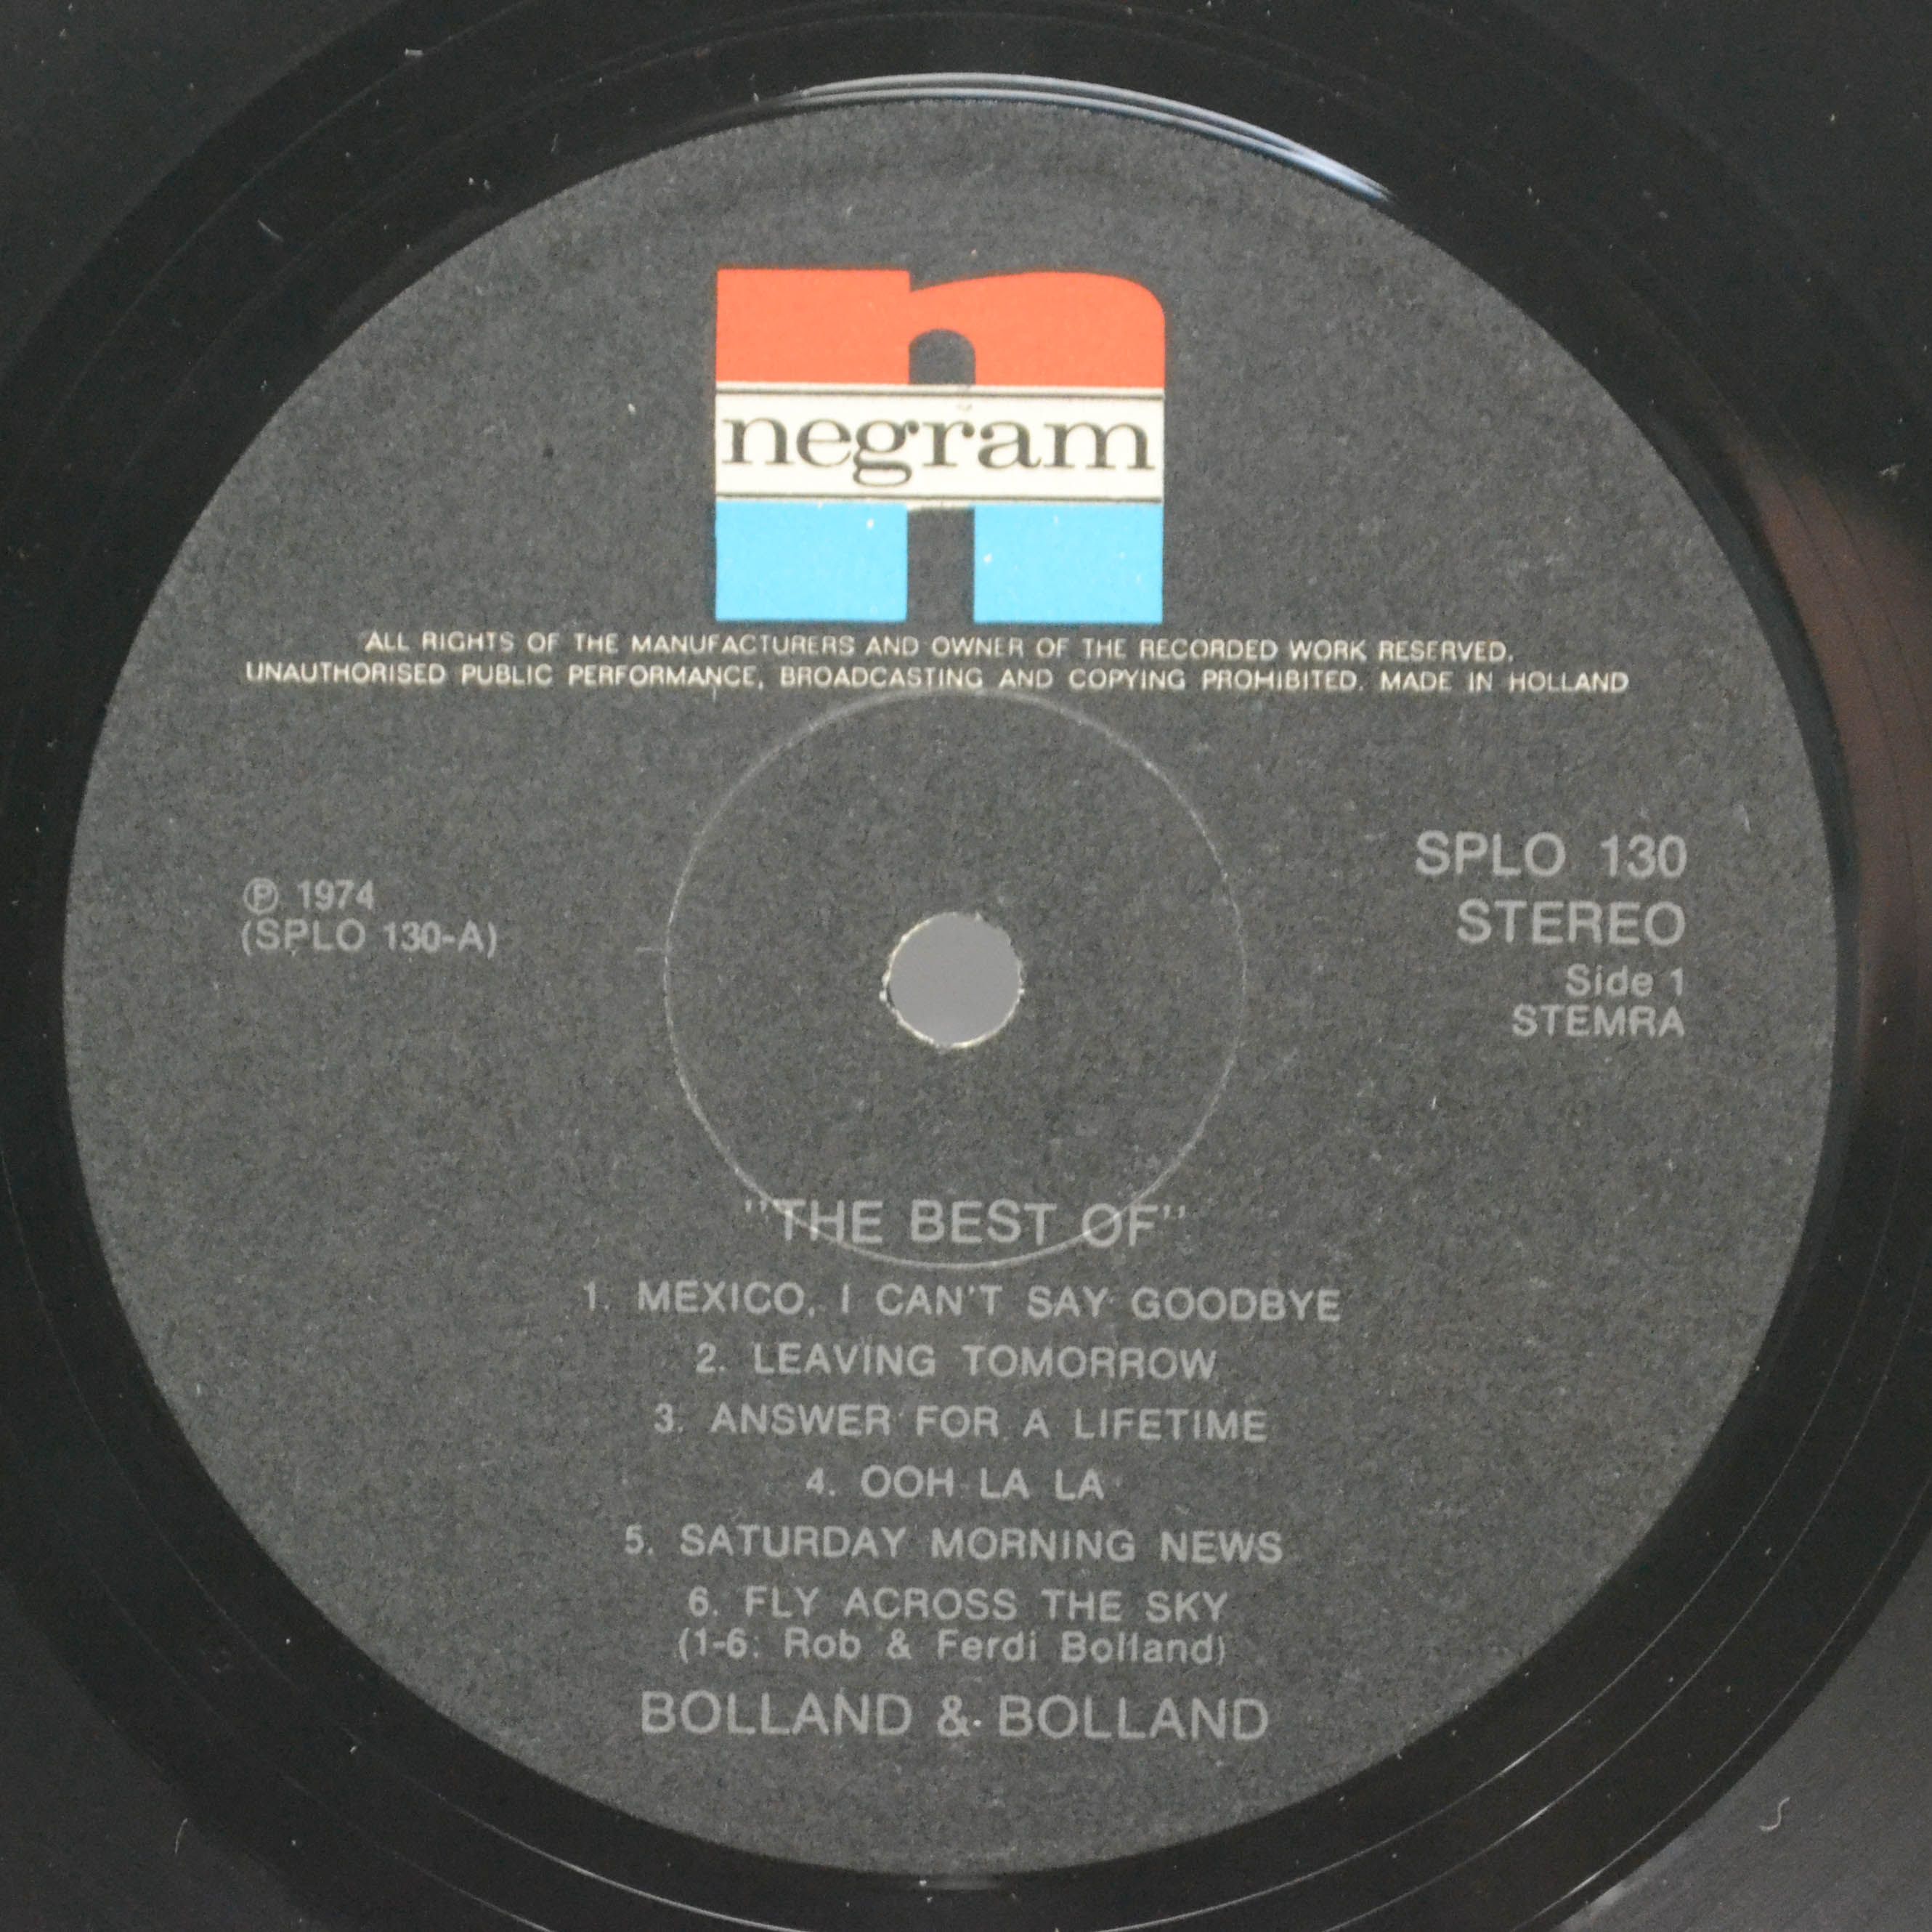 negram
ALL RIGHTS OF THE MANUFACTURERS AND OWNER OF THE RECORDED WORK RESERVED.
UNAUTHORISED PUBLIC PERFORMANCE, BROADCASTING AND COPYING PROHIBITED. MADE IN HOLLAND
℗ 1974
(SPLO 130-A)
SPLO 130
STEREO
Side 1
STEMRA
"THE BEST OF"
1. MEXICO, I CAN'T SAY GOODBYE
2. LEAVING TOMORROW
3. ANSWER FOR A LIFETIME
4. OOH LA LA
5. SATURDAY MORNING NEWS
6. FLY ACROSS THE SKY
(1-6: Rob & Ferdi Bolland)
BOLLAND & BOLLAND